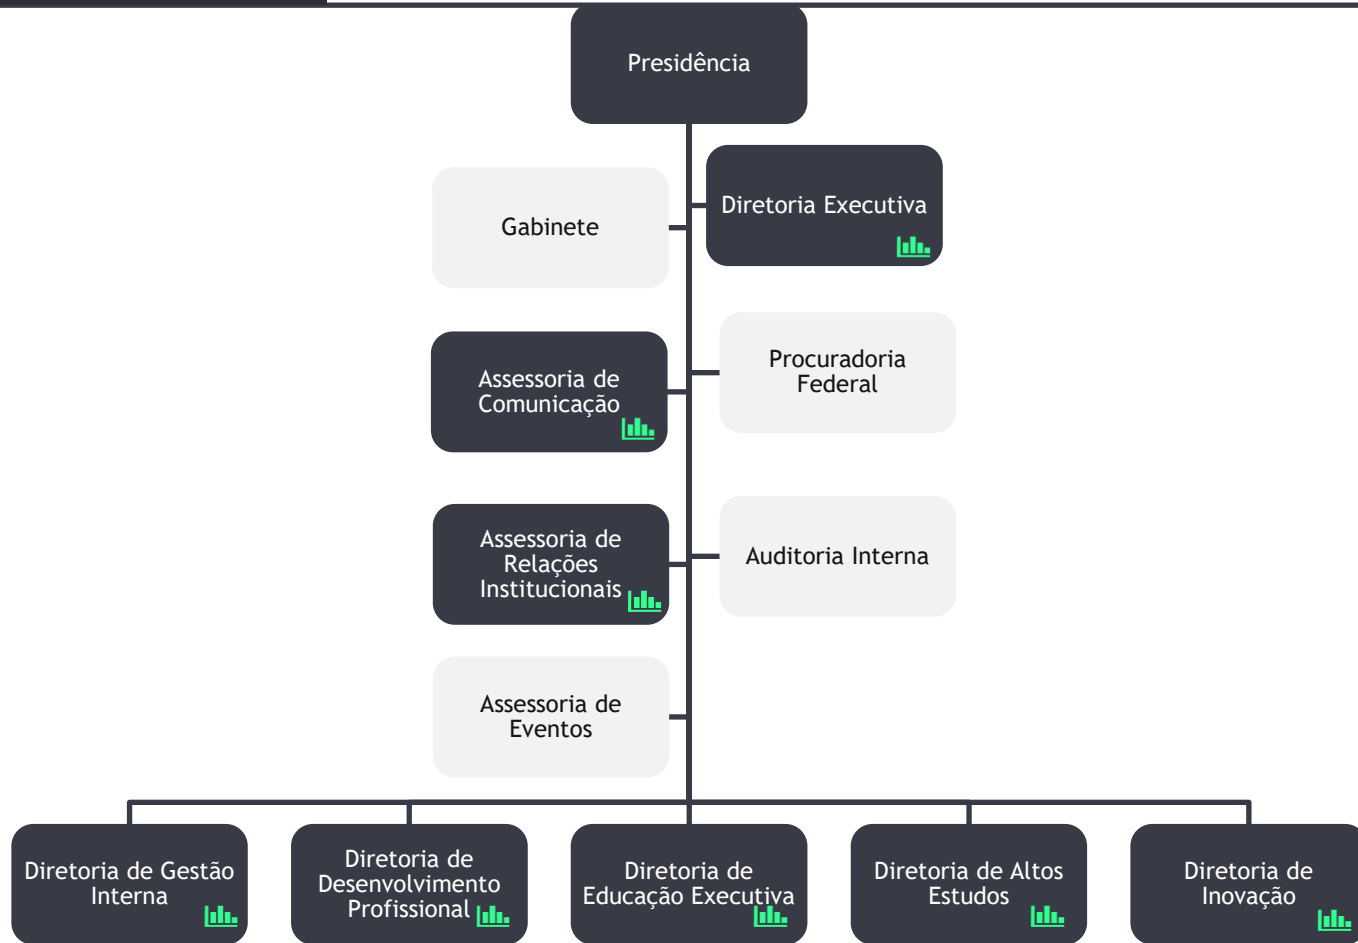 Presidência
Diretoria Executiva
Gabinete
Procuradoria
Federal
Assessoria de
Comunicação
Assessoria de
Relações
Institucionais
Auditoria Interna
Assessoria de
Eventos
Diretoria de Gestão
Interna
Diretoria de
Desenvolvimento
Profissional
Diretoria de
Educação Executiva
Diretoria de Altos
Estudos
Diretoria de
Inovação